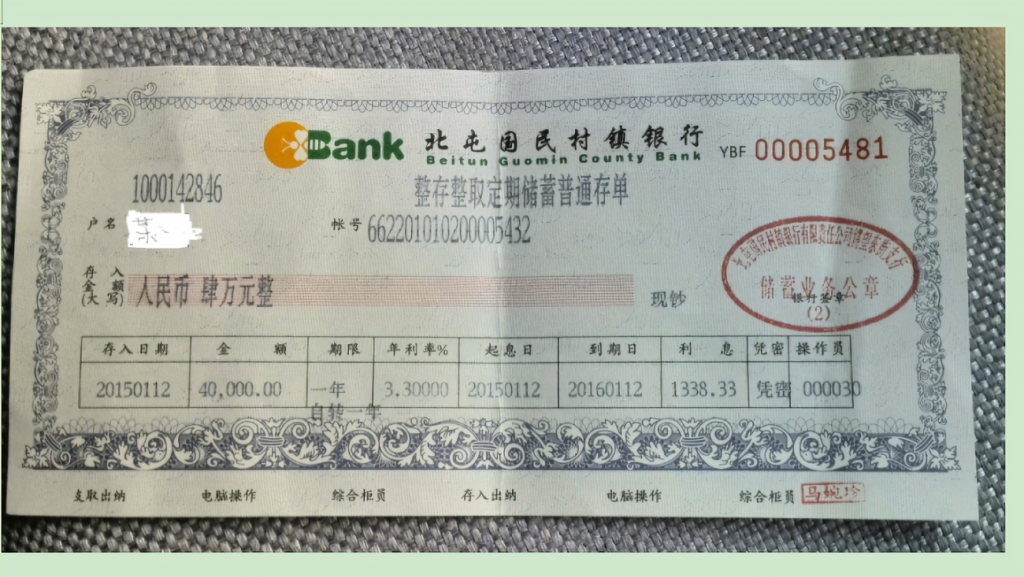 Bank 北屯国民村镇银行
Beitun Guomin County Bank
YBF 00005481
1000142846
整存整取定期储蓄普通存单
户名
帐号 662201010200005432
存入金额(大写) 人民币 肆万元整
现钞
储蓄业务公章
银行签章
(2)
存入日期 金额 期限 年利率% 起息日 到期日 利息 凭密 操作员
20150112 40,000.00 一年 3.30000 20150112 20160112 1338.33 凭密 000030
自转一年
支取出纳 电脑操作 综合柜员 存入出纳 电脑操作 综合柜员